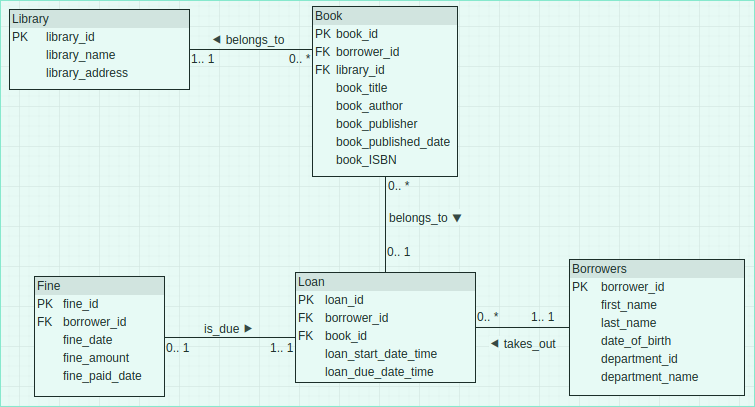 Library
PK library_id
library_name
library_address
◄ belongs_to
1.. 1
0.. *
Book
PK book_id
FK borrower_id
FK library_id
book_title
book_author
book_publisher
book_published_date
book_ISBN
0.. *
belongs_to ▼
0.. 1
Fine
PK fine_id
FK borrower_id
fine_date
fine_amount
fine_paid_date
is_due ►
0.. 1
1.. 1
Loan
PK loan_id
FK borrower_id
FK book_id
loan_start_date_time
loan_due_date_time
0.. *
1.. 1
◄ takes_out
Borrowers
PK borrower_id
first_name
last_name
date_of_birth
department_id
department_name